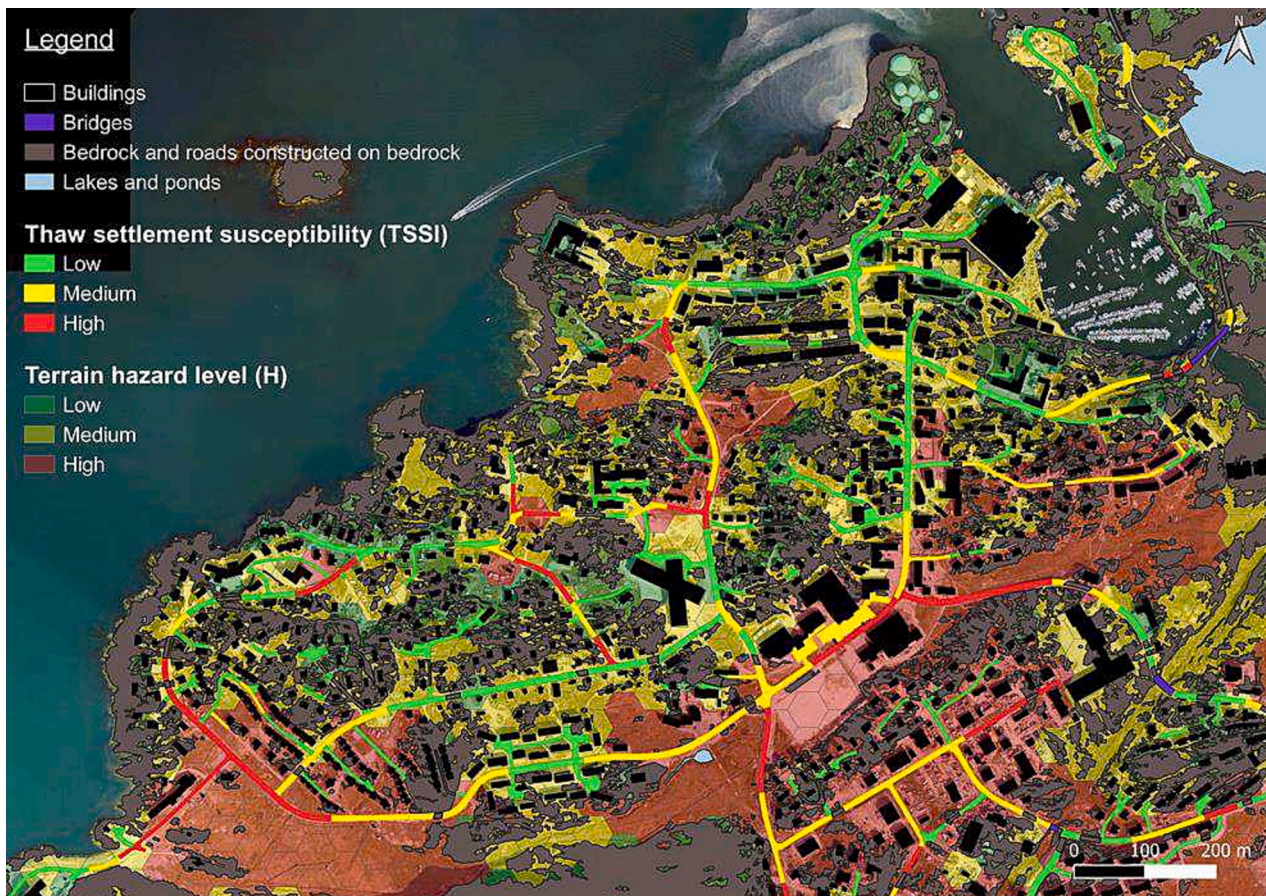 Legend
Buildings
Bridges
Bedrock and roads constructed on bedrock
Lakes and ponds
Thaw settlement susceptibility (TSSI)
Low
Medium
High
Terrain hazard level (H)
Low
Medium
High
N
0 100 200 m